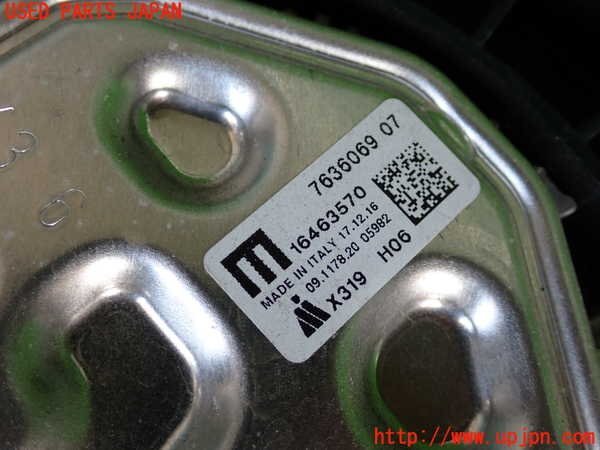 USED PARTS JAPAN
7636069 07
16463570
MADE IN ITALY 17.12.16
09.1178.20 05982
X319 H06
http://www.upjpn.com